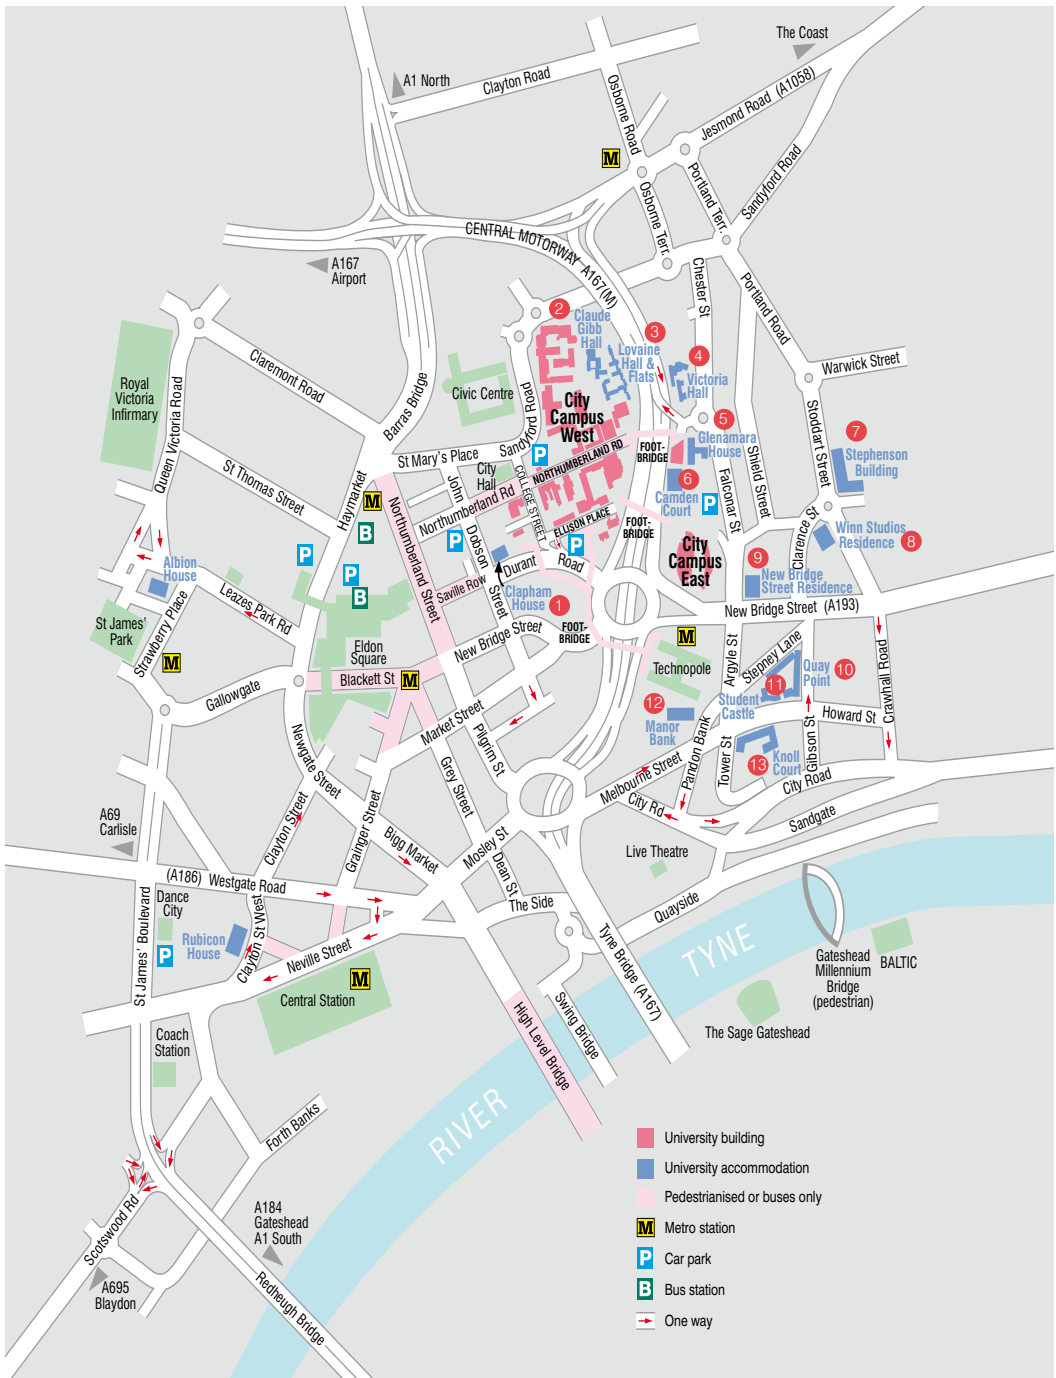 The Coast
A1 North
Clayton Road
Osborne Road
Jesmond Road (A1058)
M
Portland Terr.
Sandyford Road
Osborne Terr.
CENTRAL MOTORWAY A167(M)
A167
Airport
Chester St
Portland Road
2
Claude
Gibb
Hall
3
Lovaine
Hall &
Flats
4
Victoria
Hall
Warwick Street
Claremont Road
Royal
Victoria
Infirmary
Queen Victoria Road
Barras Bridge
Civic Centre
Sandyford Road
City
Campus
West
5
Glenamara
House
Stoddart Street
7
Stephenson
Building
St Mary's Place
City
Hall
P
NORTHUMBERLAND RD
FOOT-
BRIDGE
6
Camden
Court
P
Falconar St
Shield Street
St Thomas Street
Haymarket
M
B
Northumberland Street
John
Dobson
Street
Northumberland Rd
COLLEGE STREET
ELLISON PLACE
FOOT-
BRIDGE
City
Campus
East
Clarence St
Winn Studios
Residence
8
9
New Bridge
Street Residence
Albion
House
P
P
B
P
P
Durant
Road
Saville Row
Clapham
House
1
FOOT-
BRIDGE
New Bridge Street (A193)
Leazes Park Rd
St James'
Park
Strawberry Place
M
Eldon
Square
New Bridge Street
M
Technopole
Argyle St
Stepney Lane
Quay
Point
10
11
Student
Castle
Crawhall Road
Gallowgate
Blackett St
M
Market Street
Pilgrim St
12
Manor
Bank
Pandon Bank
Tower St
Howard St
Gibson St
13
Knoll
Court
Newgate Street
Grey Street
Melbourne Street
City Rd
City Road
Sandgate
A69
Carlisle
Clayton Street
Grainger Street
Bigg Market
Mosley St
Dean St
Live Theatre
(A186) Westgate Road
The Side
Quayside
St James' Boulevard
Dance
City
P
Rubicon
House
Clayton St West
Neville Street
M
Central Station
Tyne Bridge (A167)
RIVER
TYNE
Gateshead
Millennium
Bridge
(pedestrian)
BALTIC
The Sage Gateshead
High Level Bridge
Swing Bridge
Coach
Station
Forth Banks
Scotswood Rd
A184
Gateshead
A1 South
A695
Blaydon
Redheugh Bridge
University building
University accommodation
Pedestrianised or buses only
M Metro station
P Car park
B Bus station
One way